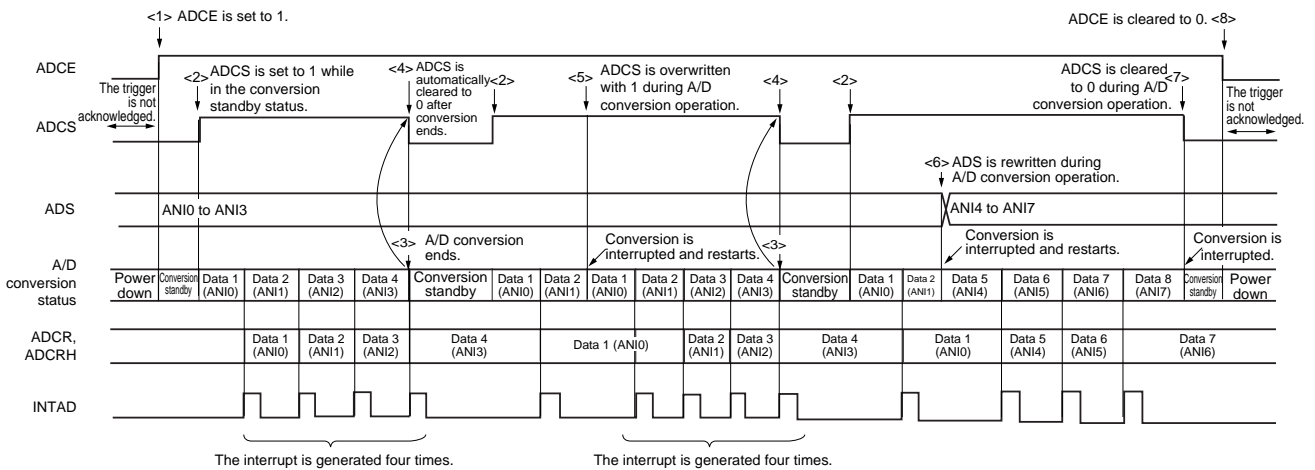 <1> ADCE is set to 1.
ADCE is cleared to 0. <8>
ADCE
The trigger
is not
acknowledged.
<2> ADCS is set to 1 while
in the conversion
standby status.
<4> ADCS is
automatically
cleared to
0 after
conversion
ends.
<2>
<5> ADCS is overwritten
with 1 during A/D
conversion operation.
<4>
<2>
ADCS is cleared
to 0 during A/D
conversion operation.
<7>
The trigger
is not
acknowledged.
ADCS
<6> ADS is rewritten during
A/D conversion operation.
ADS
ANI0 to ANI3
ANI4 to ANI7
<3> A/D conversion
ends.
Conversion is
interrupted and restarts.
<3>
Conversion is
interrupted and restarts.
Conversion is
interrupted.
A/D
conversion
status
Power
down
Conversion
standby
Data 1
(ANI0)
Data 2
(ANI1)
Data 3
(ANI2)
Data 4
(ANI3)
Conversion
standby
Data 1
(ANI0)
Data 2
(ANI1)
Data 1
(ANI0)
Data 2
(ANI1)
Data 3
(ANI2)
Data 4
(ANI3)
Conversion
standby
Data 1
(ANI0)
Data 2
(ANI1)
Data 5
(ANI4)
Data 6
(ANI5)
Data 7
(ANI6)
Data 8
(ANI7)
Conversion
standby
Power
down
ADCR,
ADCRH
Data 1
(ANI0)
Data 2
(ANI1)
Data 3
(ANI2)
Data 4
(ANI3)
Data 1 (ANI0)
Data 2
(ANI1)
Data 3
(ANI2)
Data 4
(ANI3)
Data 1
(ANI0)
Data 5
(ANI4)
Data 6
(ANI5)
Data 7
(ANI6)
INTAD
The interrupt is generated four times.
The interrupt is generated four times.